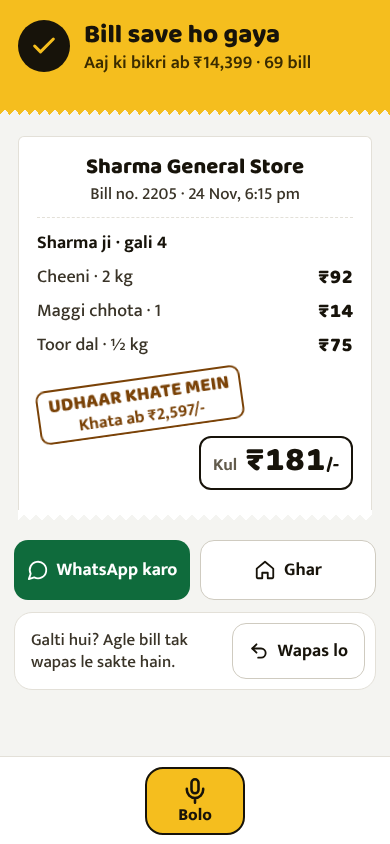 Bill save ho gaya
Aaj ki bikri ab ₹14,399 · 69 bill
Sharma General Store
Bill no. 2205 · 24 Nov, 6:15 pm
Sharma ji · gali 4
Cheeni · 2 kg ₹92
Maggi chhota · 1 ₹14
Toor dal · ½ kg ₹75
UDHAAR KHATE MEIN
Khata ab ₹2,597/-
Kul ₹181/-
WhatsApp karo
Ghar
Galti hui? Agle bill tak
wapas le sakte hain.
Wapas lo
Bolo